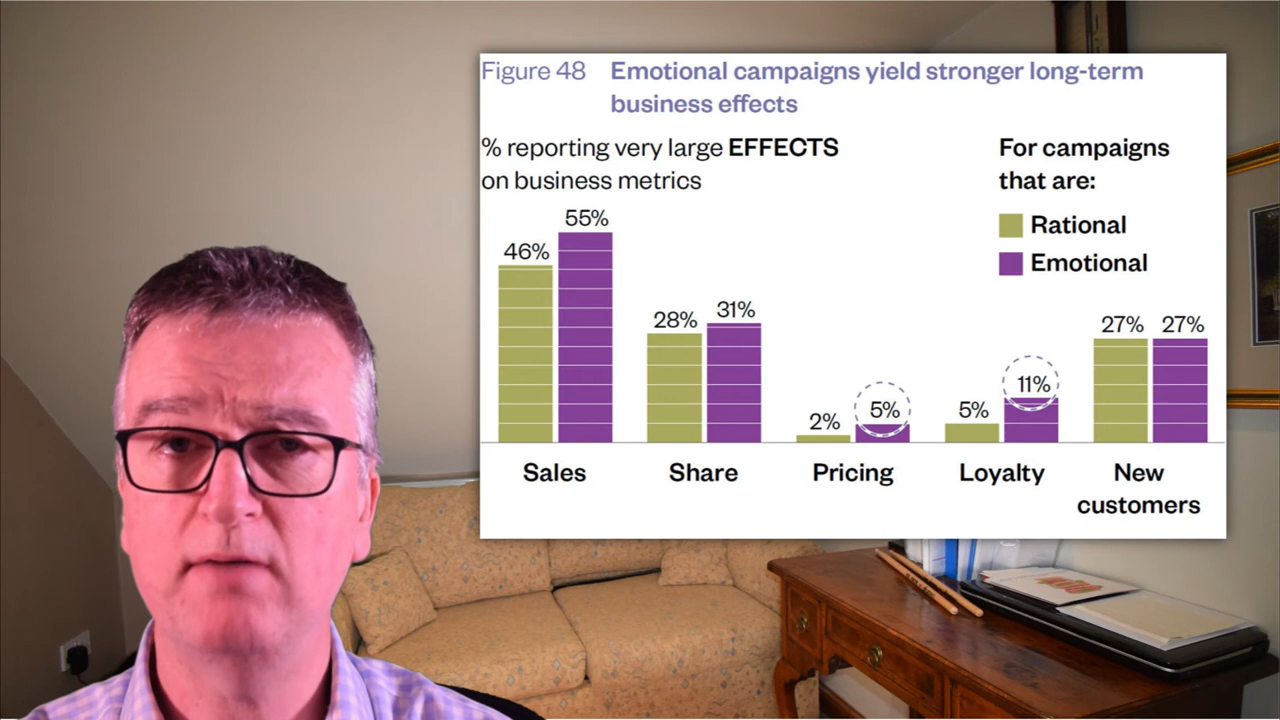 Figure 48 Emotional campaigns yield stronger long-term
business effects
% reporting very large EFFECTS
on business metrics
For campaigns
that are:
Rational
Emotional
46% 55%
28% 31%
2% 5%
5% 11%
27% 27%
Sales Share Pricing Loyalty New
customers